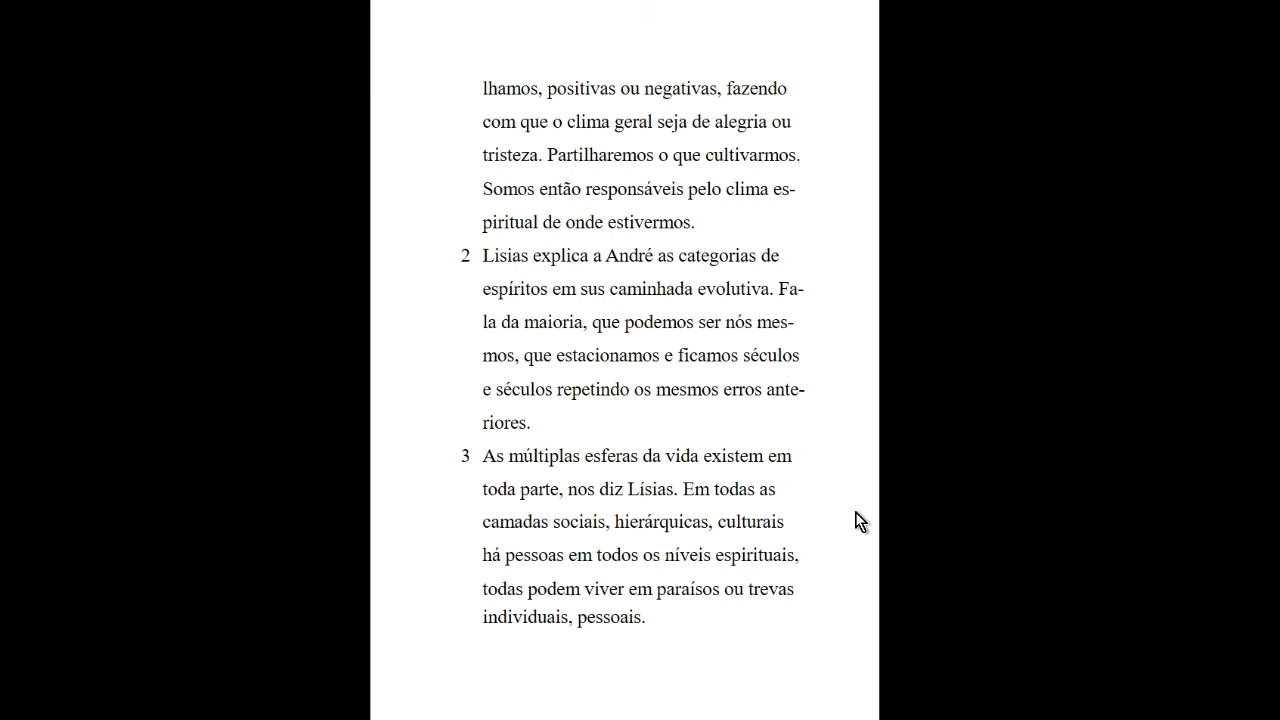 lhamos, positivas ou negativas, fazendo
com que o clima geral seja de alegria ou
tristeza. Partilharemos o que cultivarmos.
Somos então responsáveis pelo clima es-
piritual de onde estivermos.
2 Lisias explica a André as categorias de
espíritos em sus caminhada evolutiva. Fa-
la da maioria, que podemos ser nós mes-
mos, que estacionamos e ficamos séculos
e séculos repetindo os mesmos erros ante-
riores.
3 As múltiplas esferas da vida existem em
toda parte, nos diz Lísias. Em todas as
camadas sociais, hierárquicas, culturais
há pessoas em todos os níveis espirituais,
todas podem viver em paraísos ou trevas
individuais, pessoais.